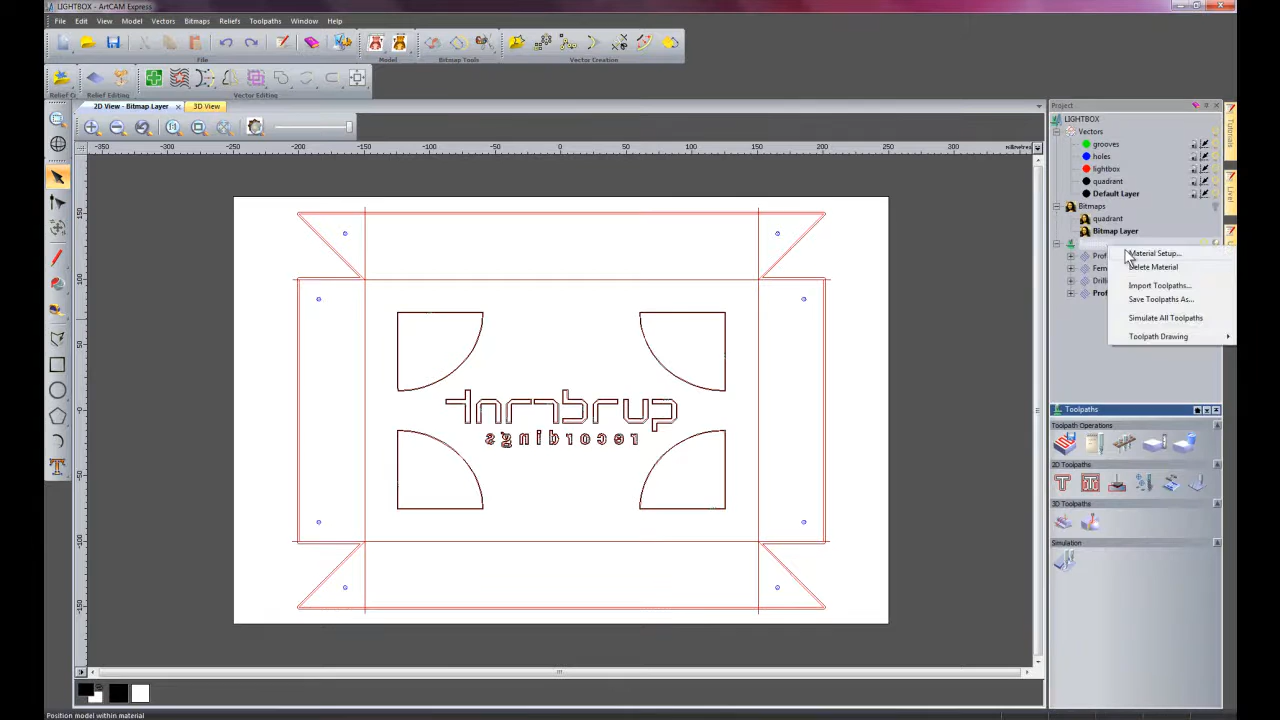 LIGHTBOX - ArtCAM Express
File Edit View Model Vectors Bitmaps Reliefs Toolpaths Window Help
File Model Bitmap Tools Vector Creation
Relief Editing Vector Editing
2D View - Bitmap Layer 3D View
-350 -300 -250 -200 -150 -100 -50 0 50 100 150 200 250 300 millimetres
Project
LIGHTBOX
Vectors
grooves
holes
lightbox
quadrant
Default Layer
Bitmaps
quadrant
Bitmap Layer
Tutorials
Material Setup...
Delete Material
Import Toolpaths...
Save Toolpaths As...
Simulate All Toolpaths
Toolpath Drawing
150
100
50
0
-50
-100
-150
purbarnt
recordings
Toolpaths
Toolpath Operations
2D Toolpaths
3D Toolpaths
Simulation
Position model within material